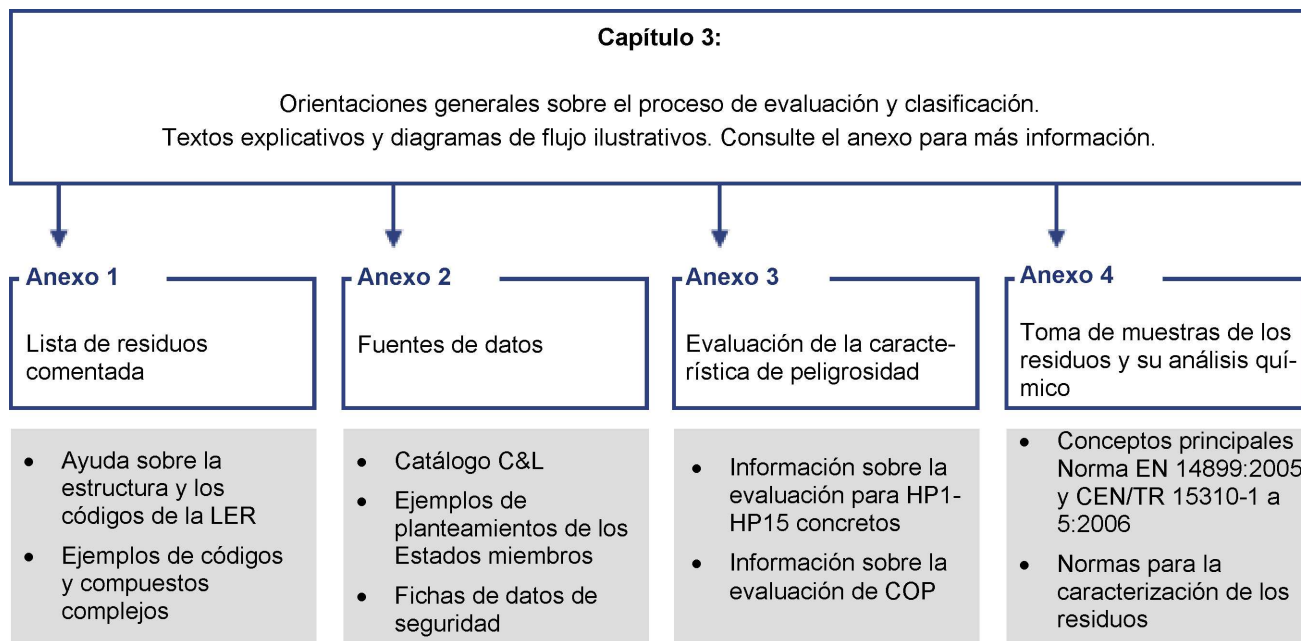 Capítulo 3:
Orientaciones generales sobre el proceso de evaluación y clasificación.
Textos explicativos y diagramas de flujo ilustrativos. Consulte el anexo para más información.
Anexo 1
Lista de residuos
comentada
• Ayuda sobre la
estructura y los
códigos de la LER
• Ejemplos de códigos
y compuestos
complejos
Anexo 2
Fuentes de datos
• Catálogo C&L
• Ejemplos de
planteamientos de los
Estados miembros
• Fichas de datos de
seguridad
Anexo 3
Evaluación de la caracte-
rística de peligrosidad
• Información sobre la
evaluación para HP1-
HP15 concretos
• Información sobre la
evaluación de COP
Anexo 4
Toma de muestras de los
residuos y su análisis quí-
mico
• Conceptos principales
Norma EN 14899:2005
y CEN/TR 15310-1 a
5:2006
• Normas para la
caracterización de los
residuos